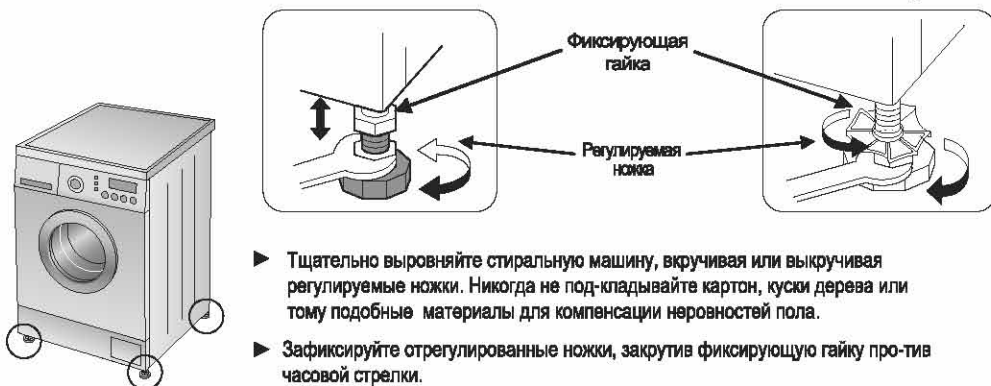 Фиксирующая
гайка
Регулируемая
ножка
► Тщательно выровняйте стиральную машину, вкручивая или выкручивая
регулируемые ножки. Никогда не под-кладывайте картон, куски дерева или
тому подобные материалы для компенсации неровностей пола.
► Зафиксируйте отрегулированные ножки, закрутив фиксирующую гайку про-тив
часовой стрелки.